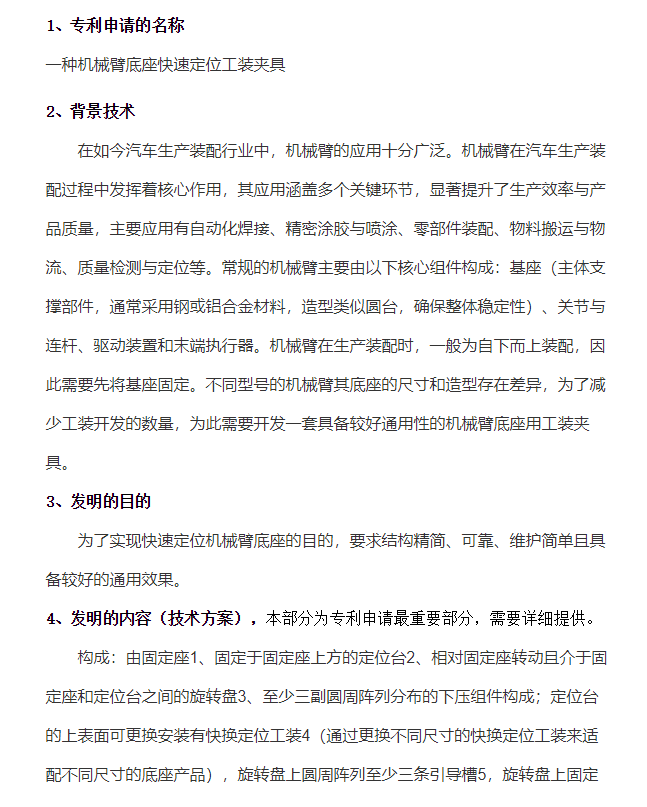 1、专利申请的名称
一种机械臂底座快速定位工装夹具
2、背景技术
在如今汽车生产装配行业中，机械臂的应用十分广泛。机械臂在汽车生产装
配过程中发挥着核心作用，其应用涵盖多个关键环节，显著提升了生产效率与产
品质量，主要应用有自动化焊接、精密涂胶与喷涂、零部件装配、物料搬运与物
流、质量检测与定位等。常规的机械臂主要由以下核心组件构成：基座（主体支
撑部件，通常采用钢或铝合金材料，造型类似圆台，确保整体稳定性）、关节与
连杆、驱动装置和末端执行器。机械臂在生产装配时，一般为自下而上装配，因
此需要先将基座固定。不同型号的机械臂其底座的尺寸和造型存在差异，为了减
少工装开发的数量，为此需要开发一套具备较好通用性的机械臂底座用工装夹
具。
3、发明的目的
为了实现快速定位机械臂底座的目的，要求结构精简、可靠、维护简单且具
备较好的通用效果。
4、发明的内容（技术方案），本部分为专利申请最重要部分，需要详细提供。
构成：由固定座1、固定于固定座上方的定位台2、相对固定座转动且介于固
定座和定位台之间的旋转盘3、至少三副圆周阵列分布的下压组件构成；定位台
的上表面可更换安装有快换定位工装4（通过更换不同尺寸的快换定位工装来适
配不同尺寸的底座产品），旋转盘上圆周阵列至少三条引导槽5，旋转盘上固定